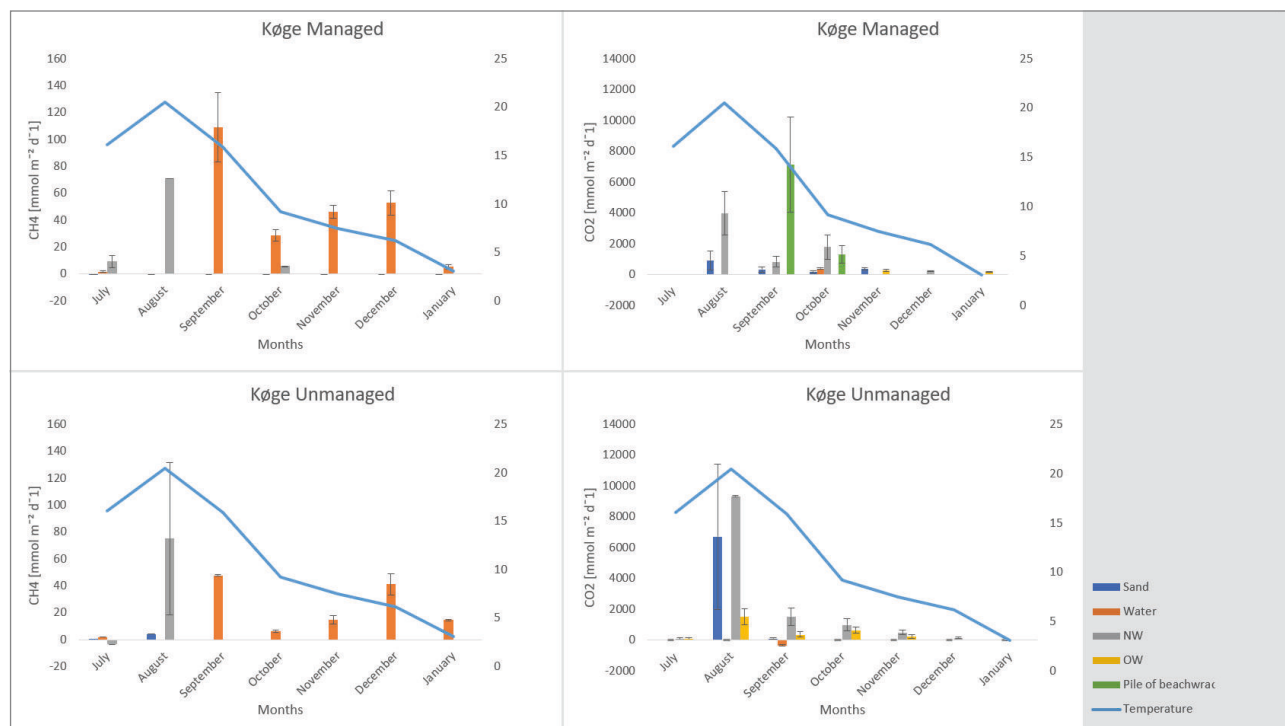 Køge Managed
160
140
120
100
80
60
40
20
0
-20
25
20
15
10
5
0
CH4 [mmol m⁻² d⁻1]
July
August
September
October
November
December
January
Months
Køge Managed
14000
12000
10000
8000
6000
4000
2000
0
-2000
25
20
15
10
5
0
CO2 [mmol m⁻² d⁻1]
July
August
September
October
November
December
January
Months
Køge Unmanaged
160
140
120
100
80
60
40
20
0
-20
25
20
15
10
5
0
CH4 [mmol m⁻² d⁻1]
July
August
September
October
November
December
January
Months
Køge Unmanaged
14000
12000
10000
8000
6000
4000
2000
0
-2000
25
20
15
10
5
0
CO2 [mmol m⁻² d⁻1]
July
August
September
October
November
December
January
Months
Sand
Water
NW
OW
Pile of beachwrac
Temperature